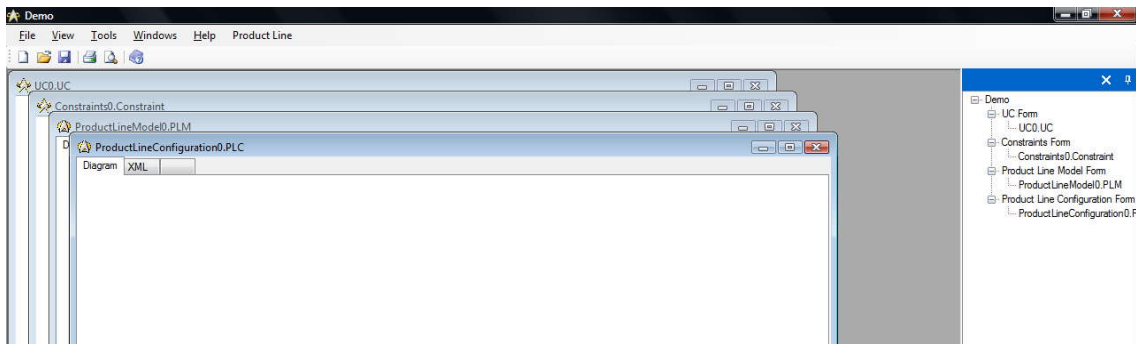 Demo
File View Tools Windows Help Product Line
UC0.UC
Constraints0.Constraint
ProductLineModel0.PLM
D
ProductLineConfiguration0.PLC
Diagram XML
Demo
UC Form
UC0.UC
Constraints Form
Constraints0.Constraint
Product Line Model Form
ProductLineModel0.PLM
Product Line Configuration Form
ProductLineConfiguration0.P